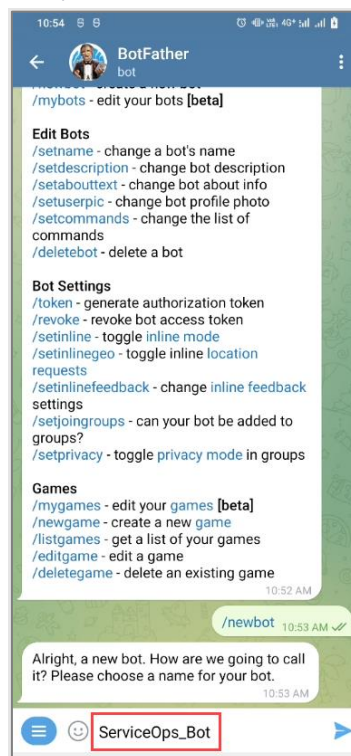 10:54
4G+
BotFather
bot
/mybots - edit your bots [beta]
Edit Bots
/setname - change a bot's name
/setdescription - change bot description
/setabouttext - change bot about info
/setuserpic - change bot profile photo
/setcommands - change the list of
commands
/deletebot - delete a bot
Bot Settings
/token - generate authorization token
/revoke - revoke bot access token
/setinline - toggle inline mode
/setinlinegeo - toggle inline location
requests
/setinlinefeedback - change inline feedback
settings
/setjoingroups - can your bot be added to
groups?
/setprivacy - toggle privacy mode in groups
Games
/mygames - edit your games [beta]
/newgame - create a new game
/listgames - get a list of your games
/editgame - edit a game
/deletegame - delete an existing game
10:52 AM
/newbot 10:53 AM
Alright, a new bot. How are we going to call
it? Please choose a name for your bot.
10:53 AM
ServiceOps_Bot